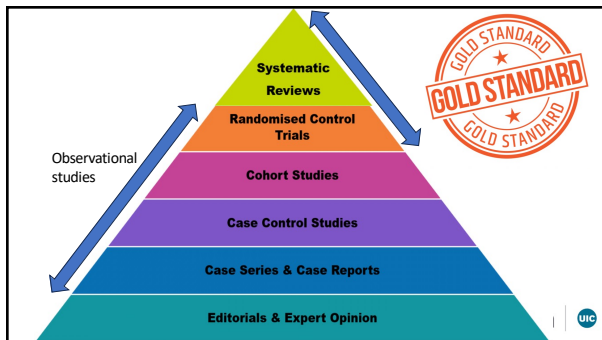 Systematic
Reviews
Randomised Control
Trials
Observational
studies
Cohort Studies
Case Control Studies
Case Series & Case Reports
Editorials & Expert Opinion
GOLD STANDARD
GOLD STANDARD
GOLD STANDARD
UIC